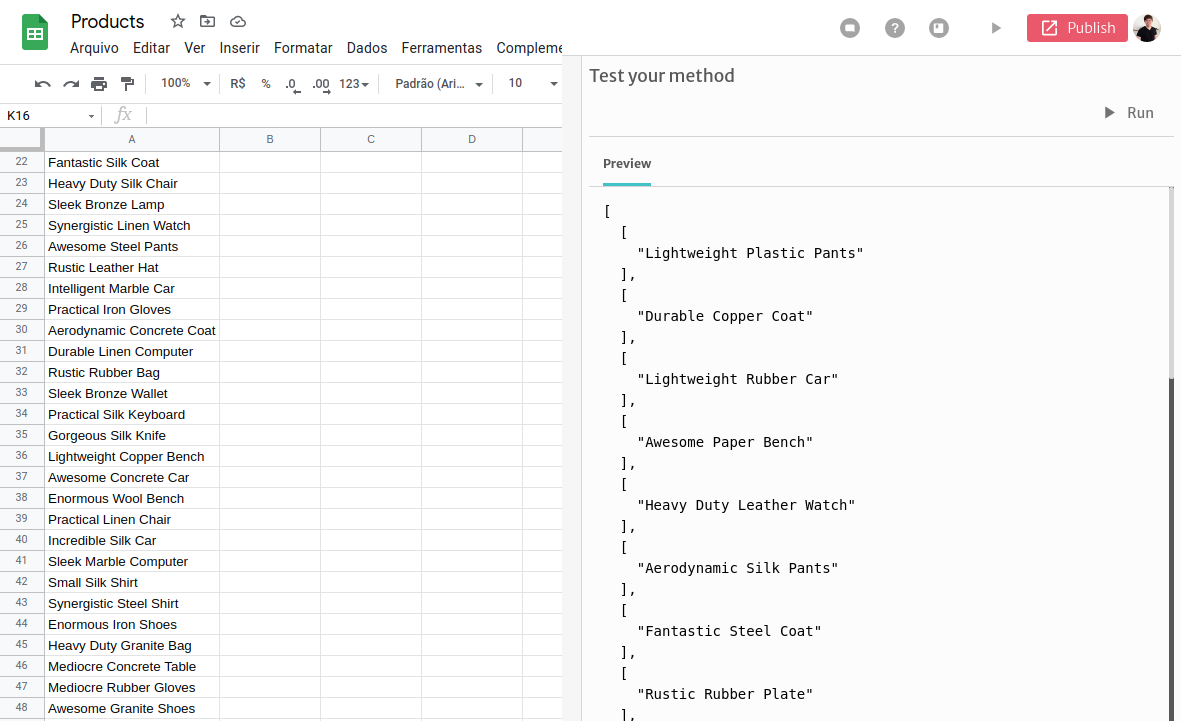 Products
Arquivo Editar Ver Inserir Formatar Dados Ferramentas Compleme
100% R$ % .0 .00 123 Padrão (Ari... 10
K16 fx
A B C D
22 Fantastic Silk Coat
23 Heavy Duty Silk Chair
24 Sleek Bronze Lamp
25 Synergistic Linen Watch
26 Awesome Steel Pants
27 Rustic Leather Hat
28 Intelligent Marble Car
29 Practical Iron Gloves
30 Aerodynamic Concrete Coat
31 Durable Linen Computer
32 Rustic Rubber Bag
33 Sleek Bronze Wallet
34 Practical Silk Keyboard
35 Gorgeous Silk Knife
36 Lightweight Copper Bench
37 Awesome Concrete Car
38 Enormous Wool Bench
39 Practical Linen Chair
40 Incredible Silk Car
41 Sleek Marble Computer
42 Small Silk Shirt
43 Synergistic Steel Shirt
44 Enormous Iron Shoes
45 Heavy Duty Granite Bag
46 Mediocre Concrete Table
47 Mediocre Rubber Gloves
48 Awesome Granite Shoes
? Publish
Test your method
Run
Preview
[
[
"Lightweight Plastic Pants"
],
[
"Durable Copper Coat"
],
[
"Lightweight Rubber Car"
],
[
"Awesome Paper Bench"
],
[
"Heavy Duty Leather Watch"
],
[
"Aerodynamic Silk Pants"
],
[
"Fantastic Steel Coat"
],
[
"Rustic Rubber Plate"
],